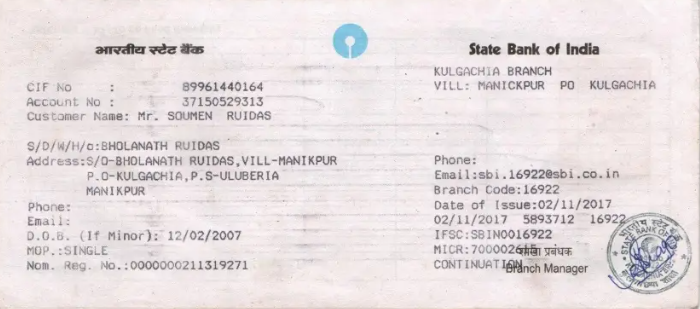 भारतीय स्टेट बैंक
State Bank of India
KULGACHIA BRANCH
VILL: MANICKPUR PO KULGACHIA
CIF No : 89961440164
Account No : 37150529313
Customer Name: Mr. SOUMEN RUIDAS
S/D/W/H/o:BHOLANATH RUIDAS
Address:S/O-BHOLANATH RUIDAS,VILL-MANIKPUR
P.O-KULGACHIA,P.S-ULUBERIA
MANIKPUR
Phone:
Email:
D.O.B. (If Minor): 12/02/2007
MOP.:SINGLE
Nom. Reg. No.:0000000211319271
Phone:
Email:sbi.16922@sbi.co.in
Branch Code:16922
Date of Issue:02/11/2017
02/11/2017 5893712 16922
IFSC:SBIN0016922
MICR:7000026
शाखा प्रबंधक
CONTINUATION
Branch Manager
भारतीय स्टेट बैंक
STATE BANK OF